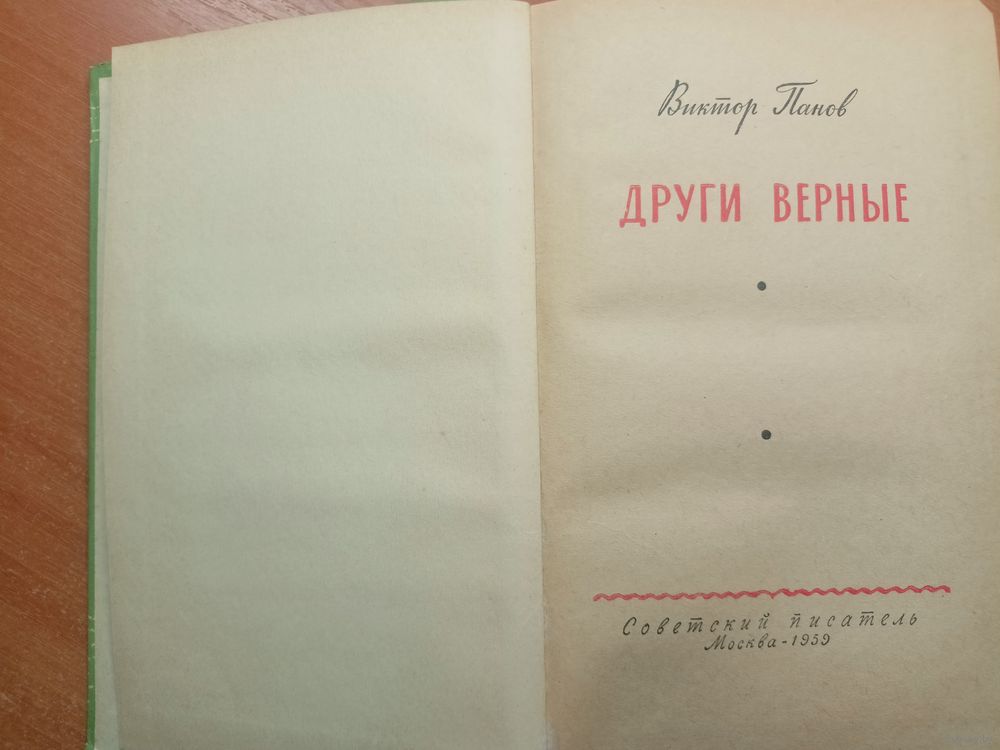 Виктор Панов
ДРУГИ ВЕРНЫЕ
Советский писатель
Москва-1959